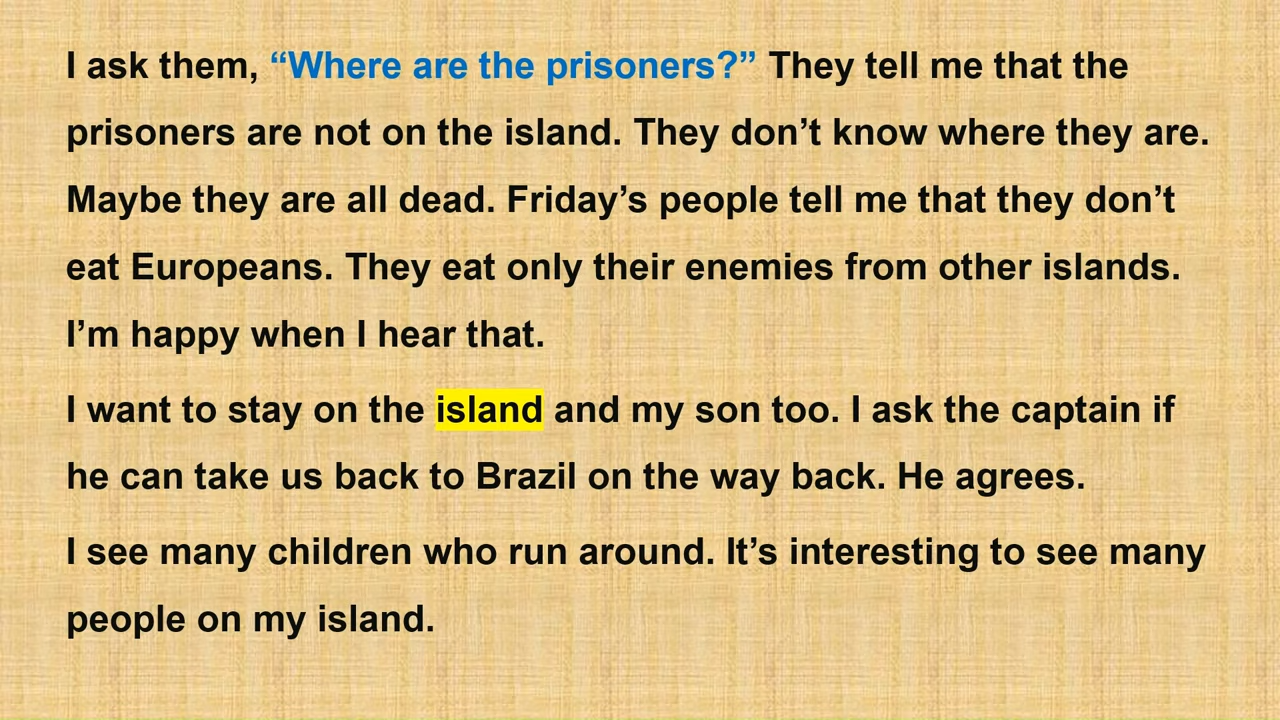 I ask them, “Where are the prisoners?” They tell me that the
prisoners are not on the island. They don’t know where they are.
Maybe they are all dead. Friday’s people tell me that they don’t
eat Europeans. They eat only their enemies from other islands.
I’m happy when I hear that.
I want to stay on the island and my son too. I ask the captain if
he can take us back to Brazil on the way back. He agrees.
I see many children who run around. It’s interesting to see many
people on my island.